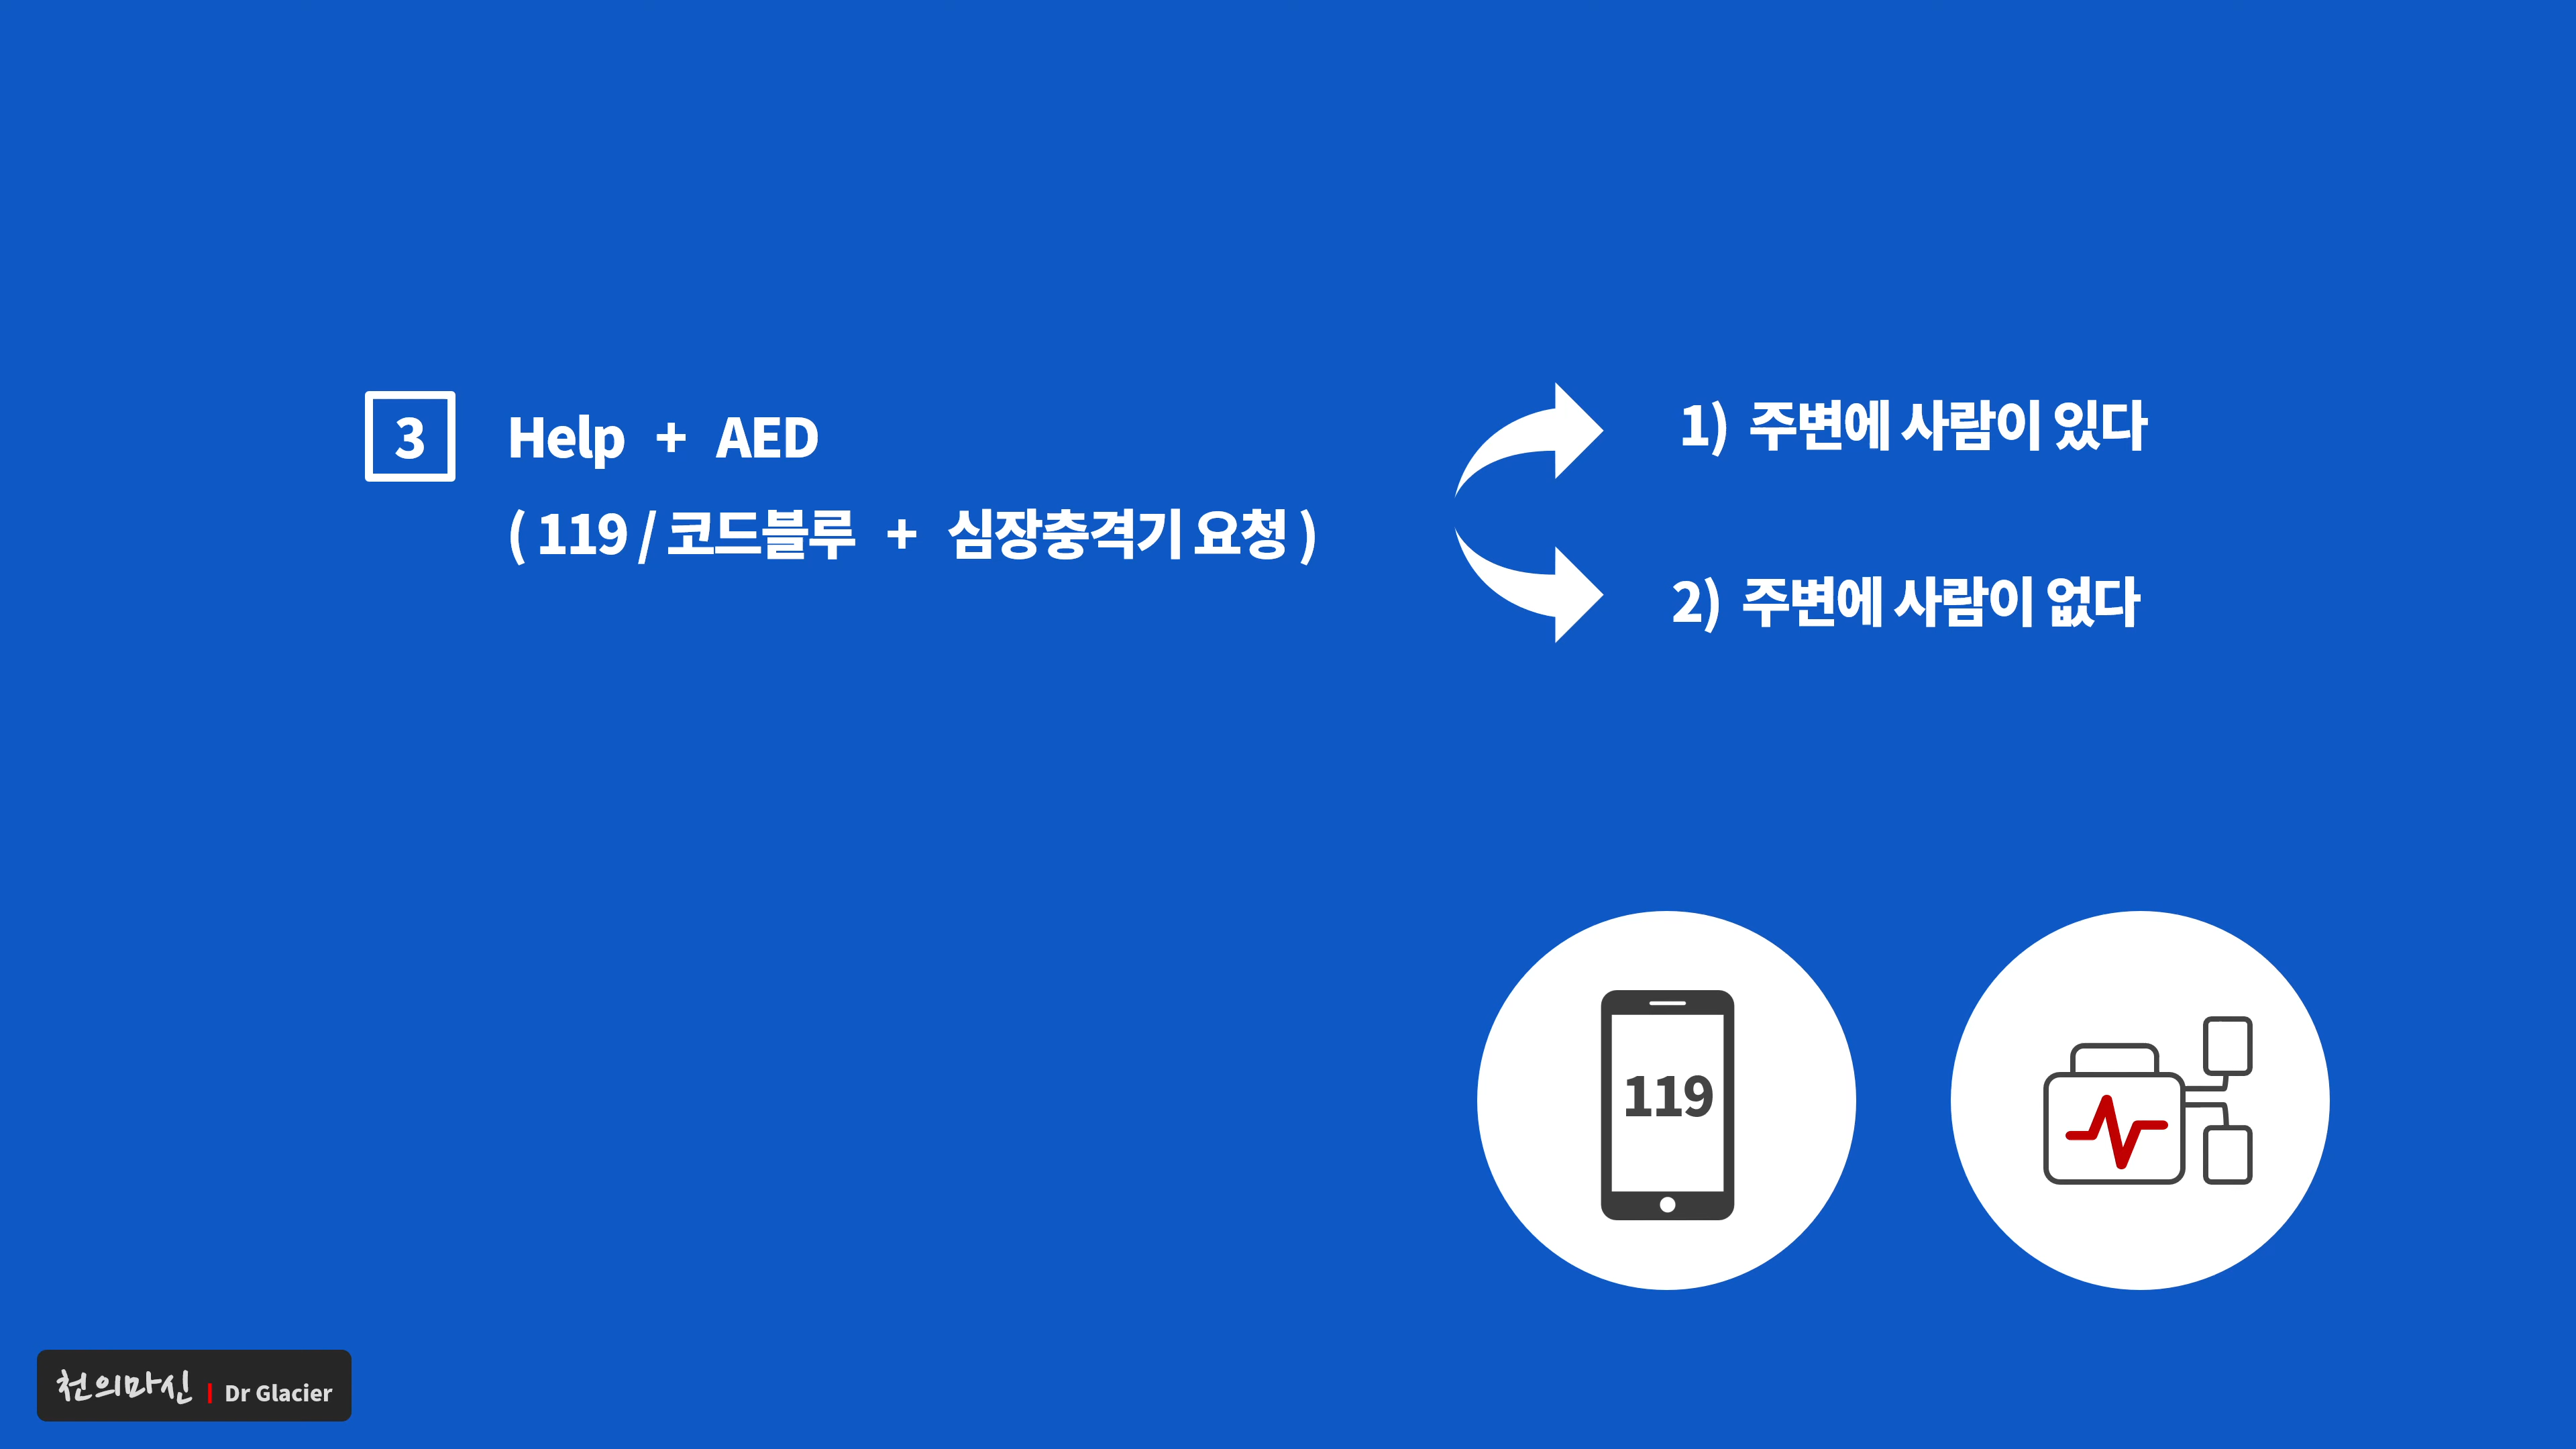 3
Help + AED
( 119 / 코드블루 + 심장충격기 요청 )
1) 주변에 사람이 있다
2) 주변에 사람이 없다
119
천의마신 | Dr Glacier